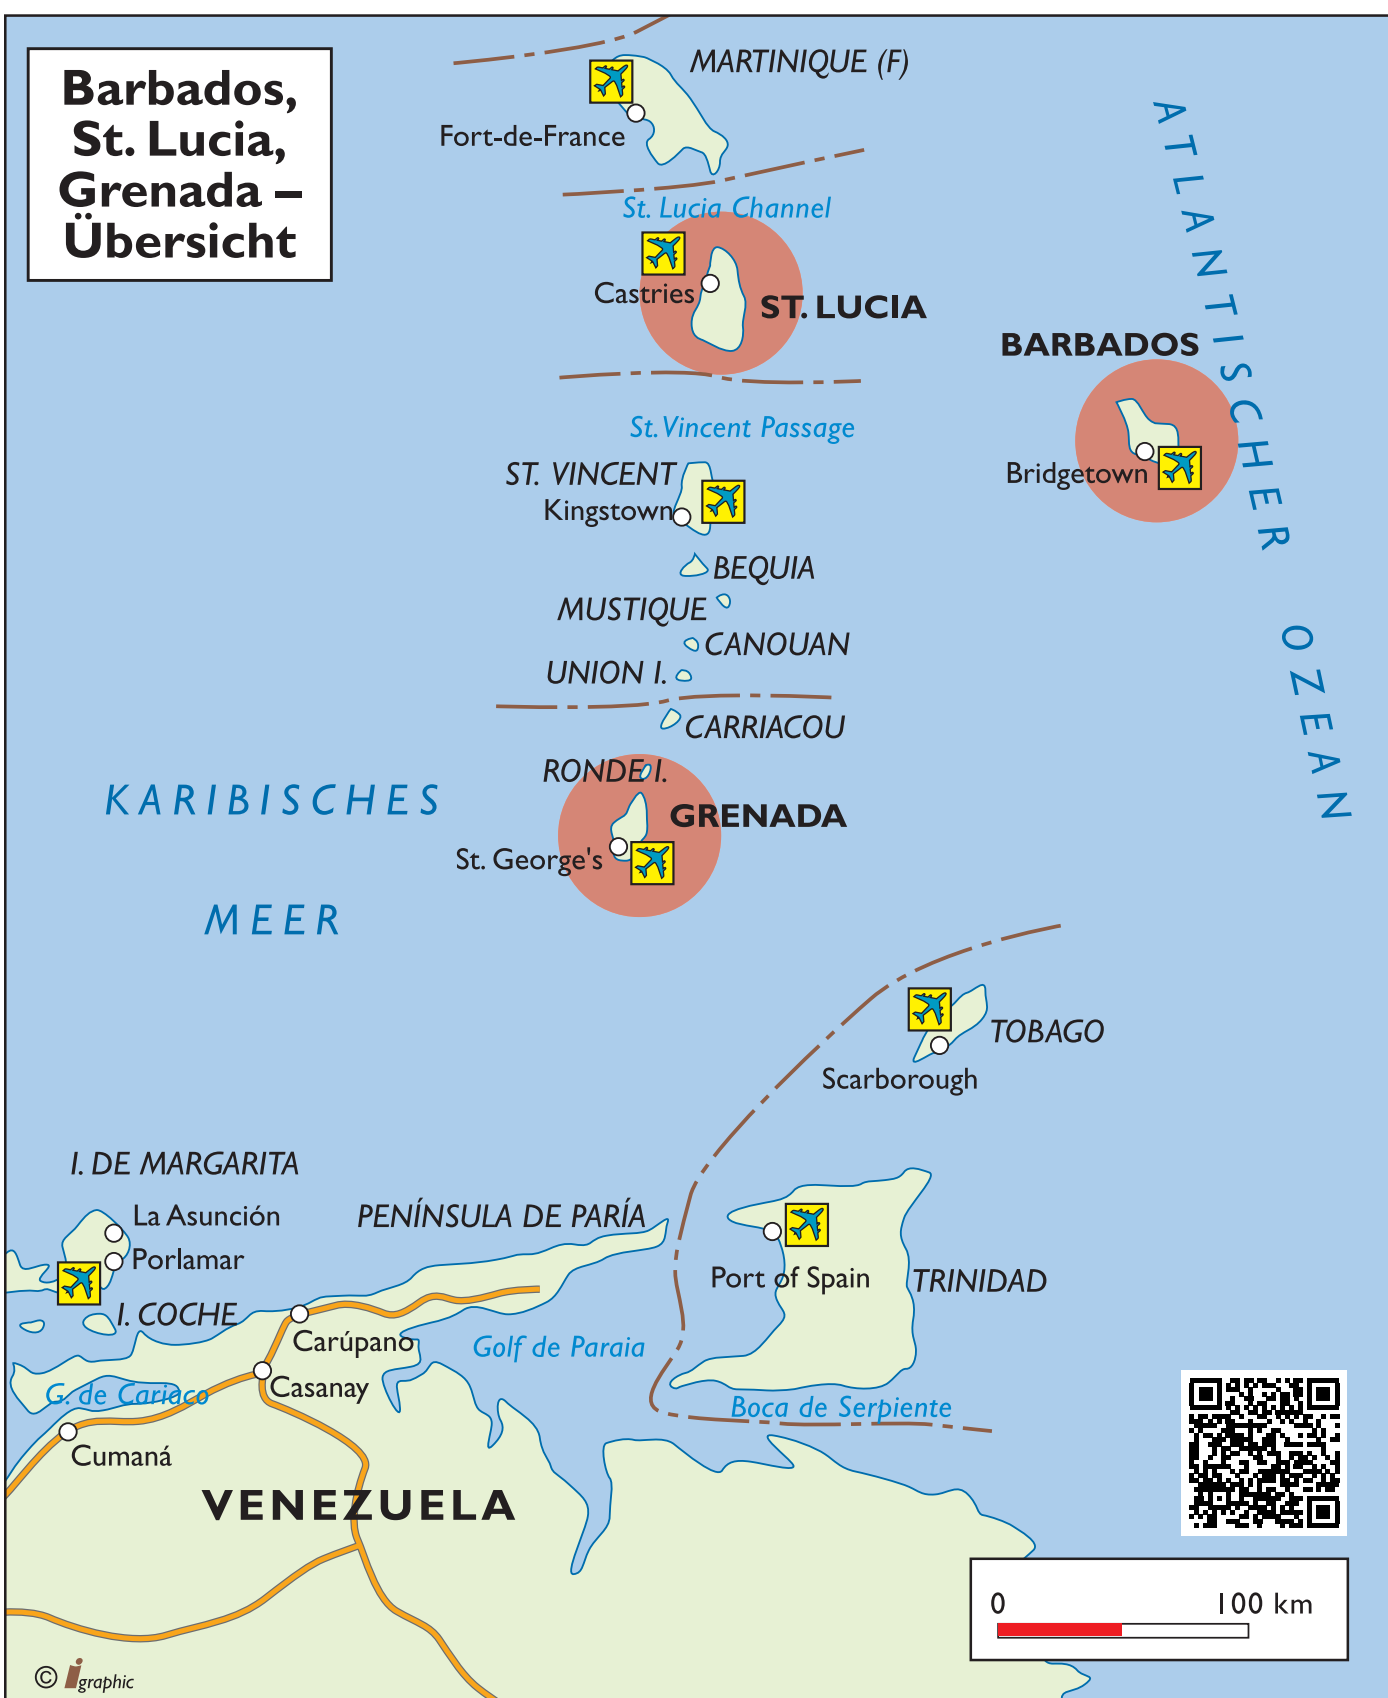 Barbados,
St. Lucia,
Grenada –
Übersicht
MARTINIQUE (F)
Fort-de-France
St. Lucia Channel
Castries
ST. LUCIA
BARBADOS
Bridgetown
ATLANTISCHER OZEAN
St. Vincent Passage
ST. VINCENT
Kingstown
BEQUIA
MUSTIQUE
CANOUAN
UNION I.
CARRIACOU
RONDE I.
GRENADA
St. George's
KARIBISCHES
MEER
TOBAGO
Scarborough
I. DE MARGARITA
La Asunción
Porlamar
I. COCHE
PENÍNSULA DE PARÍA
Port of Spain
TRINIDAD
Carúpano
Golf de Paraia
Casanay
G. de Cariaco
Boca de Serpiente
Cumaná
VENEZUELA
0 100 km
© igraphic